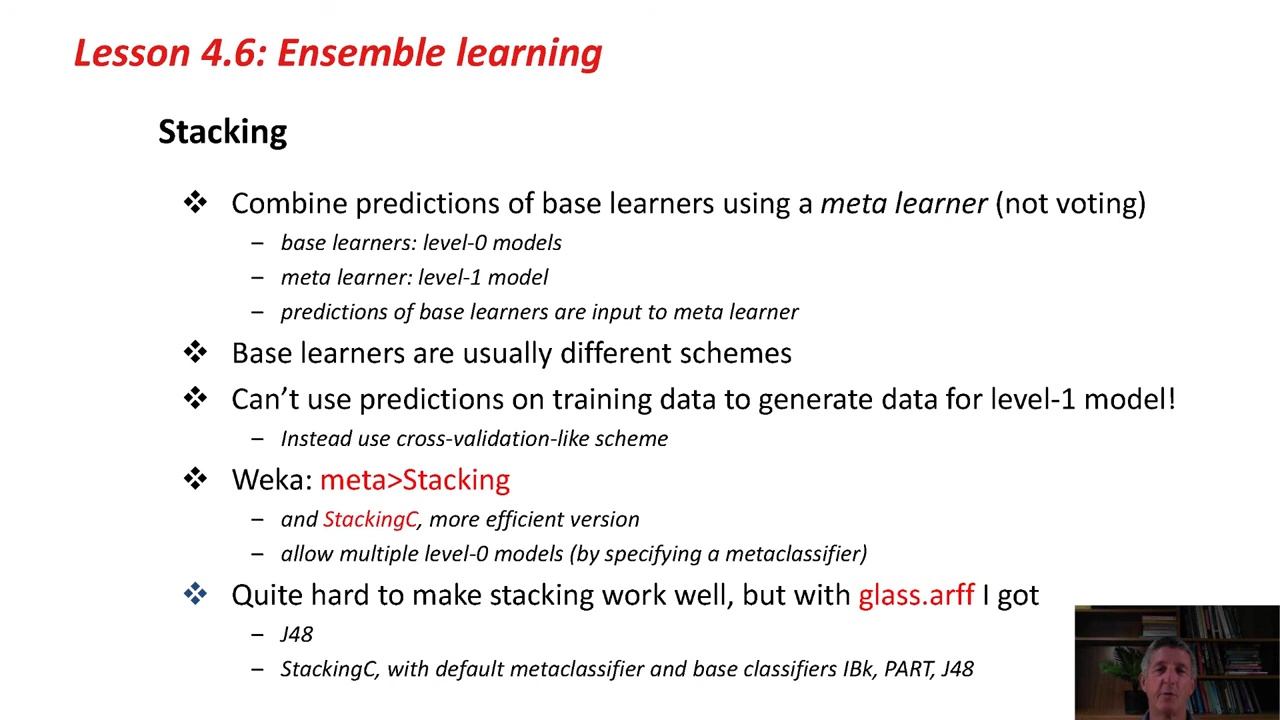 Lesson 4.6: Ensemble learning
Stacking
❖ Combine predictions of base learners using a meta learner (not voting)
– base learners: level-0 models
– meta learner: level-1 model
– predictions of base learners are input to meta learner
❖ Base learners are usually different schemes
❖ Can’t use predictions on training data to generate data for level-1 model!
– Instead use cross-validation-like scheme
❖ Weka: meta>Stacking
– and StackingC, more efficient version
– allow multiple level-0 models (by specifying a metaclassifier)
❖ Quite hard to make stacking work well, but with glass.arff I got
– J48
– StackingC, with default metaclassifier and base classifiers IBk, PART, J48